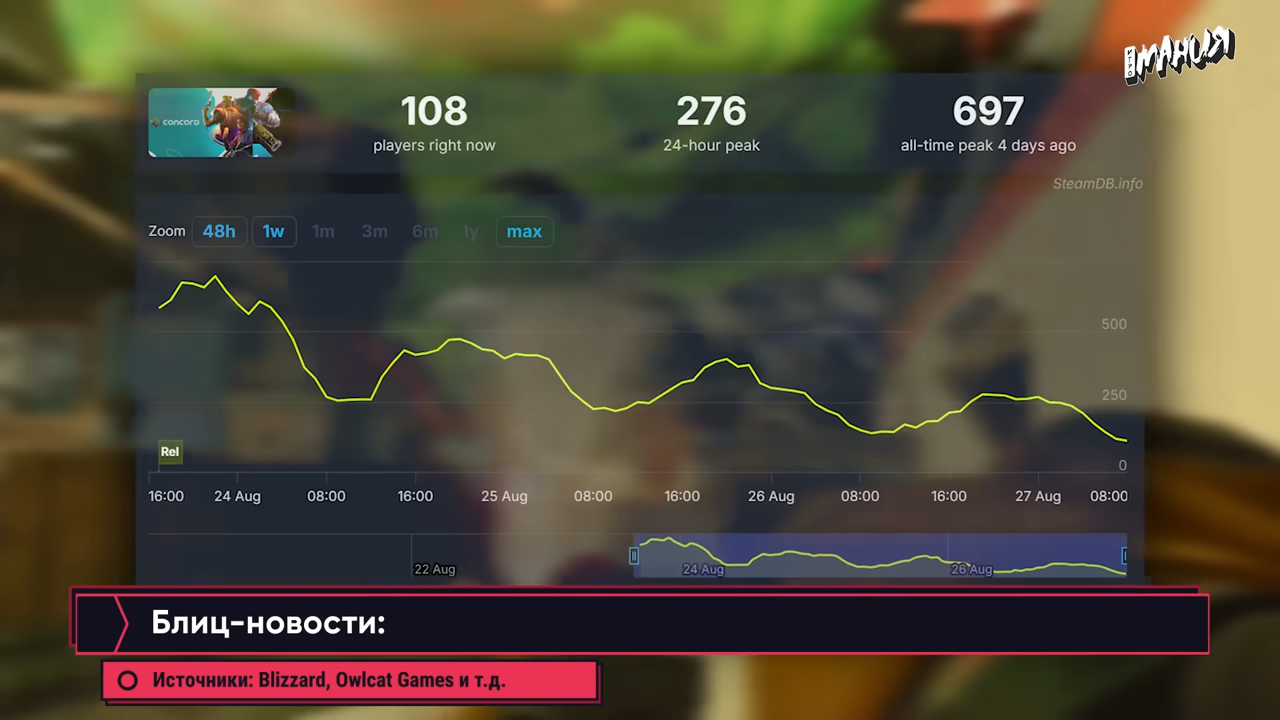 ИГРОМАНИЯ
CONCORD
108
players right now
276
24-hour peak
697
all-time peak 4 days ago
SteamDB.info
Zoom 48h 1w 1m 3m 6m 1y max
500
250
0
Rel
16:00 24 Aug 08:00 16:00 25 Aug 08:00 16:00 26 Aug 08:00 16:00 27 Aug 08:00
22 Aug 24 Aug 26 Aug
Блиц-новости:
Источники: Blizzard, Owlcat Games и т.д.